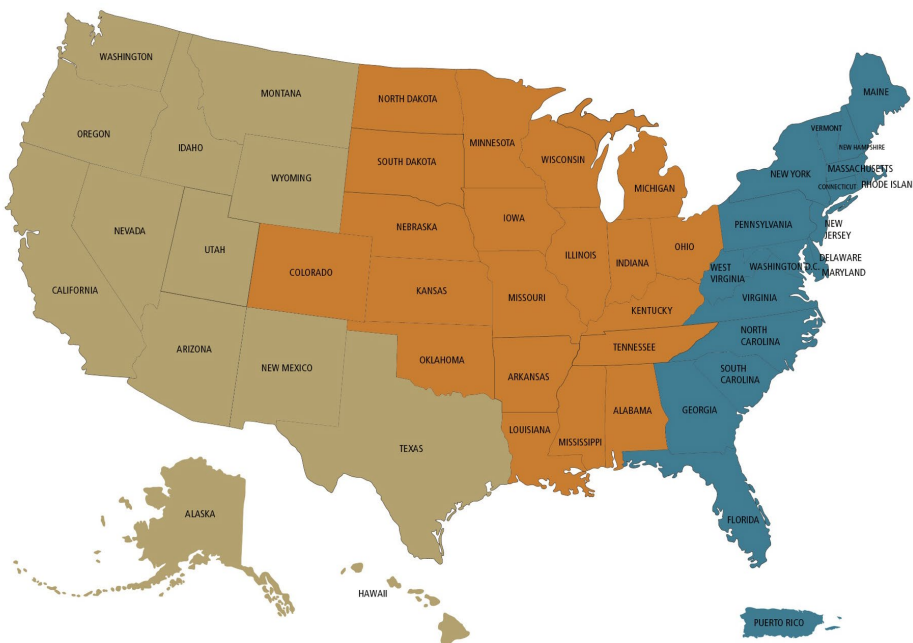 WASHINGTON
MONTANA
NORTH DAKOTA
MAINE
OREGON
IDAHO
MINNESOTA
VERMONT
NEW HAMPSHIRE
WYOMING
SOUTH DAKOTA
WISCONSIN
MICHIGAN
NEW YORK
MASSACHUSETTS
CONNECTICUT
RHODE ISLAN
NEVADA
UTAH
NEBRASKA
IOWA
PENNSYLVANIA
NEW
JERSEY
CALIFORNIA
COLORADO
KANSAS
ILLINOIS
INDIANA
OHIO
WEST
VIRGINIA
WASHINGTON D.C.
DELAWARE
MARYLAND
MISSOURI
KENTUCKY
VIRGINIA
ARIZONA
NEW MEXICO
OKLAHOMA
ARKANSAS
TENNESSEE
NORTH
CAROLINA
SOUTH
CAROLINA
TEXAS
LOUISIANA
MISSISSIPPI
ALABAMA
GEORGIA
ALASKA
FLORIDA
HAWAII
PUERTO RICO